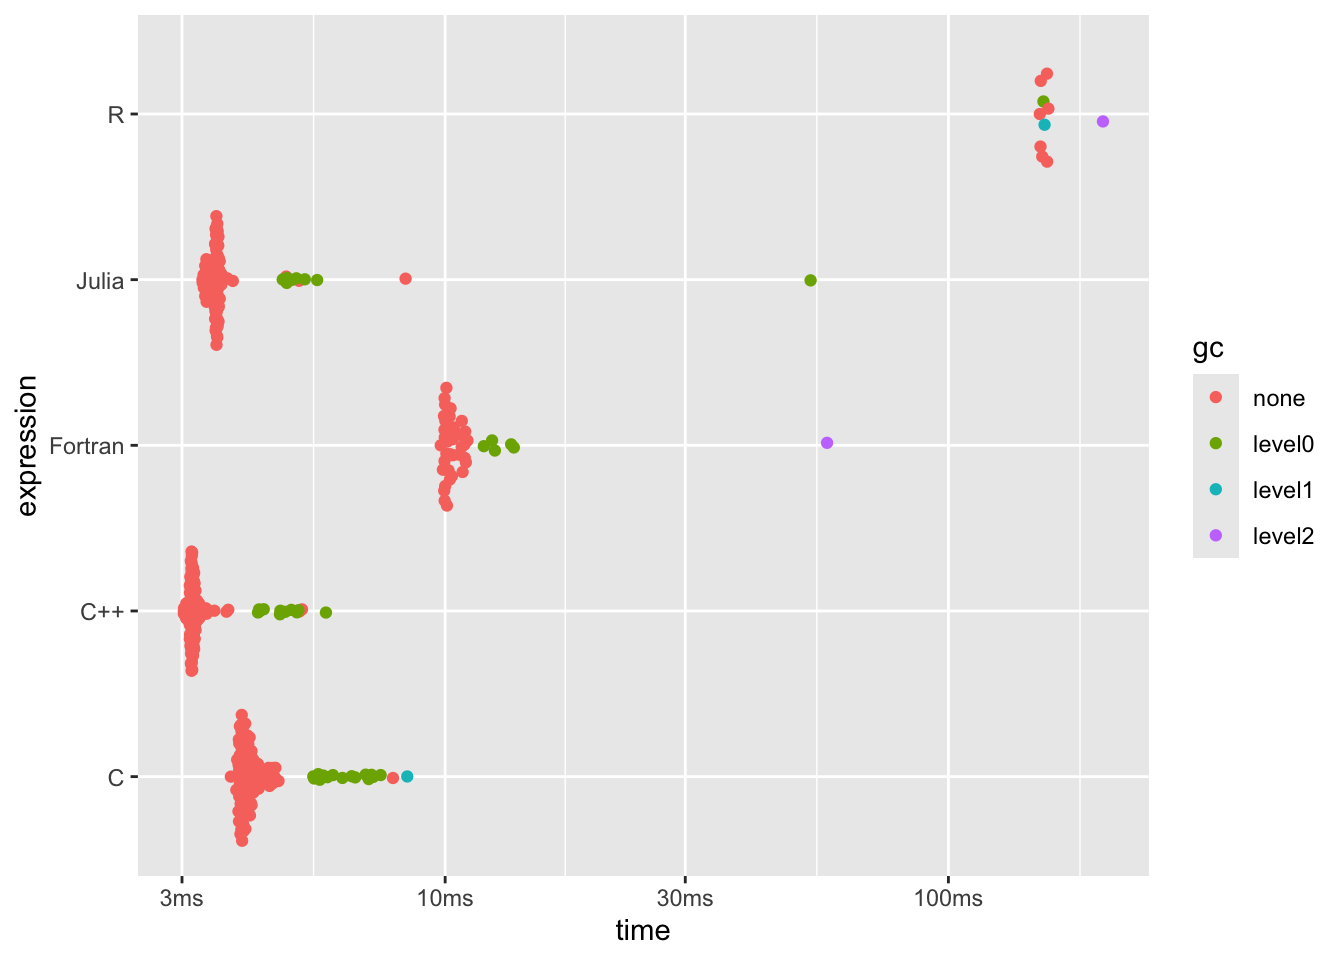 R
Julia
Fortran
C++
C
expression
3ms
10ms
30ms
100ms
time
gc
none
level0
level1
level2